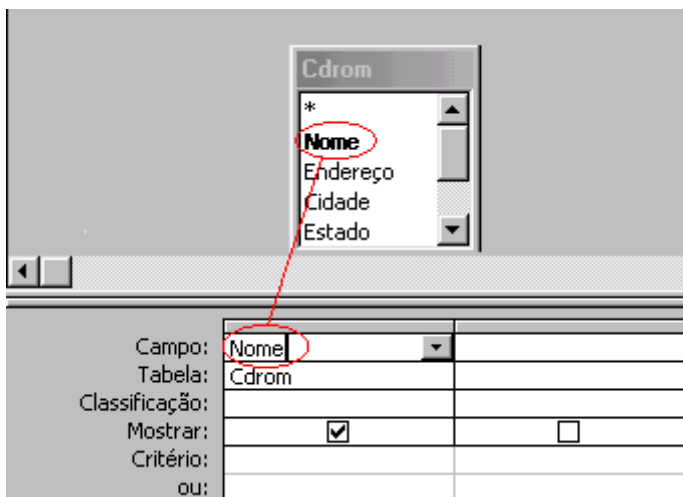 Cdrom
*
Nome
Endereço
Cidade
Estado
Campo: Nome
Tabela: Cdrom
Classificação:
Mostrar:
Critério:
ou: